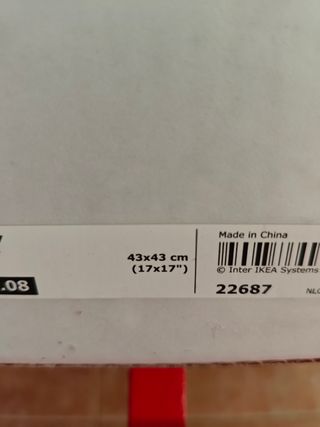 43x43 cm
(17x17")
.08
Made in China
© Inter IKEA Systems
22687